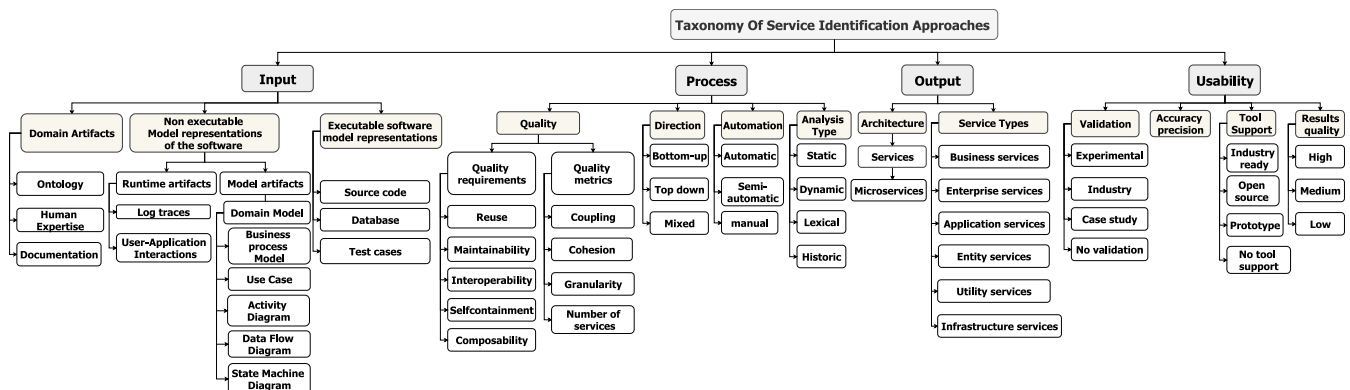 Taxonomy Of Service Identification Approaches
Input
Process
Output
Usability
Domain Artifacts
Non executable
Model representations
of the software
Executable software
model representations
Quality
Direction
Automation
Analysis
Type
Architecture
Service Types
Validation
Accuracy
precision
Tool
Support
Results
quality
Ontology
Human
Expertise
Documentation
Runtime artifacts
Log traces
User-Application
Interactions
Model artifacts
Domain Model
Business
process
Model
Use Case
Activity
Diagram
Data Flow
Diagram
State Machine
Diagram
Source code
Database
Test cases
Quality
requirements
Reuse
Maintainability
Interoperability
Selfcontainment
Composability
Quality
metrics
Coupling
Cohesion
Granularity
Number of
services
Bottom-up
Top down
Mixed
Automatic
Semi-
automatic
manual
Static
Dynamic
Lexical
Historic
Services
Microservices
Business services
Enterprise services
Application services
Entity services
Utility services
Infrastructure services
Experimental
Industry
Case study
No validation
Industry
ready
Open
source
Prototype
No tool
support
High
Medium
Low